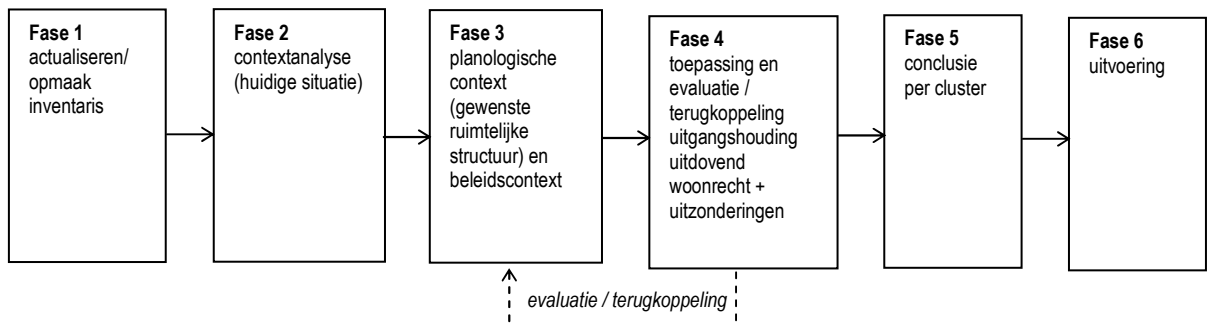 Fase 1
actualiseren/
opmaak
inventaris
Fase 2
contextanalyse
(huidige situatie)
Fase 3
planologische
context
(gewenste
ruimtelijke
structuur) en
beleidscontext
Fase 4
toepassing en
evaluatie /
terugkoppeling
uitgangshouding
uitdovend
woonrecht +
uitzonderingen
Fase 5
conclusie
per cluster
Fase 6
uitvoering
evaluatie / terugkoppeling